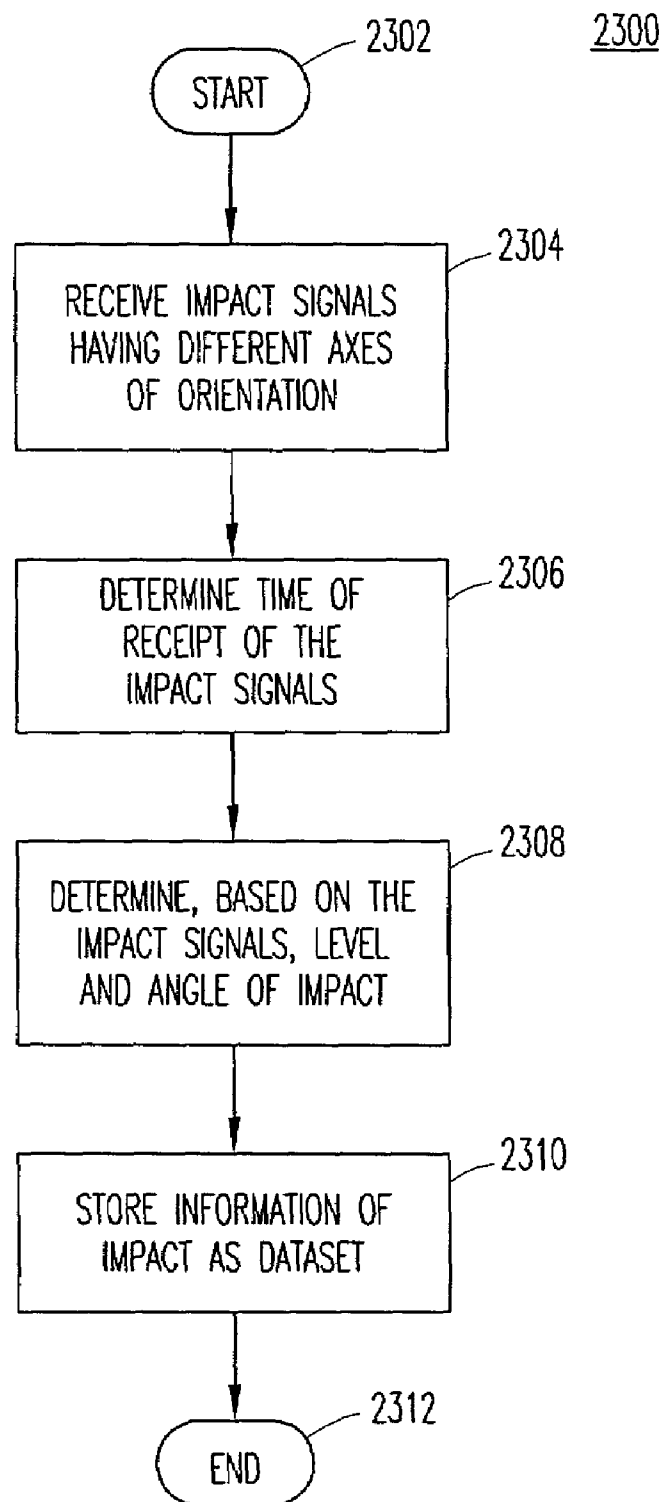 2302
2300
START
2304
RECEIVE IMPACT SIGNALS
HAVING DIFFERENT AXES
OF ORIENTATION
2306
DETERMINE TIME OF
RECEIPT OF THE
IMPACT SIGNALS
2308
DETERMINE, BASED ON THE
IMPACT SIGNALS, LEVEL
AND ANGLE OF IMPACT
2310
STORE INFORMATION OF
IMPACT AS DATASET
2312
END